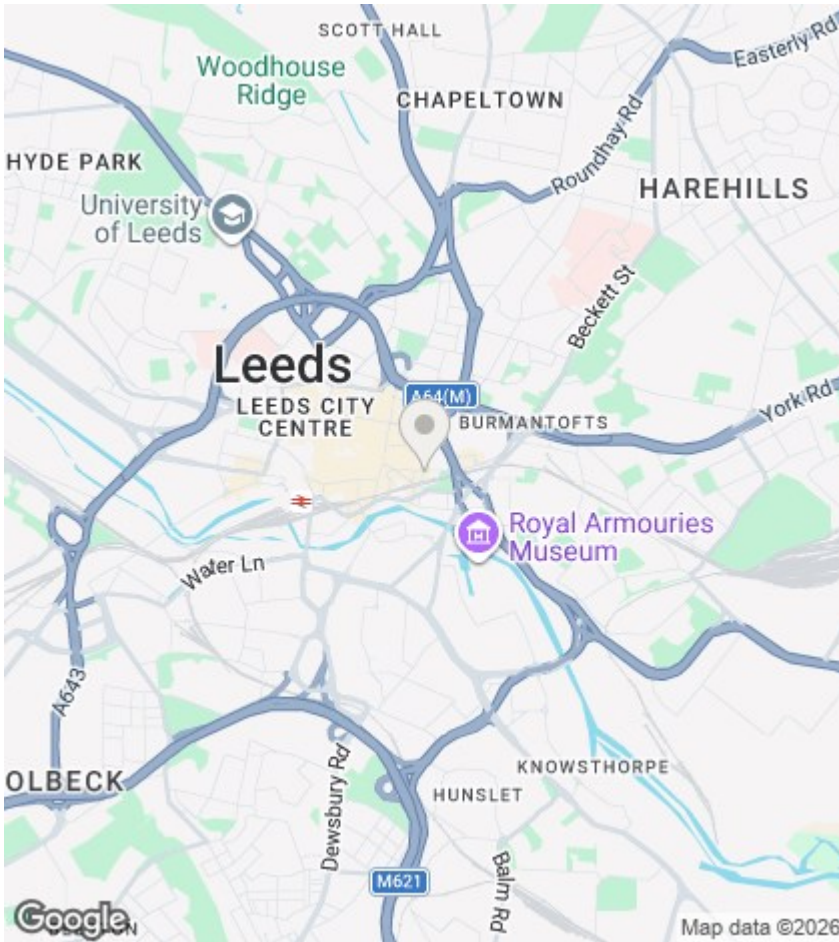 SCOTT HALL
Easterly Rd
Woodhouse
Ridge
CHAPELTOWN
Roundhay Rd
HYDE PARK
HAREHILLS
University
of Leeds
Beckett St
Leeds
A64(M)
LEEDS CITY
CENTRE
BURMANTOFTS
York Rd
Royal Armouries
Museum
Water Ln
A643
OLBECK
KNOWSTHORPE
Dewsbury Rd
HUNSLET
Balm Rd
M621
Google
Map data ©2026